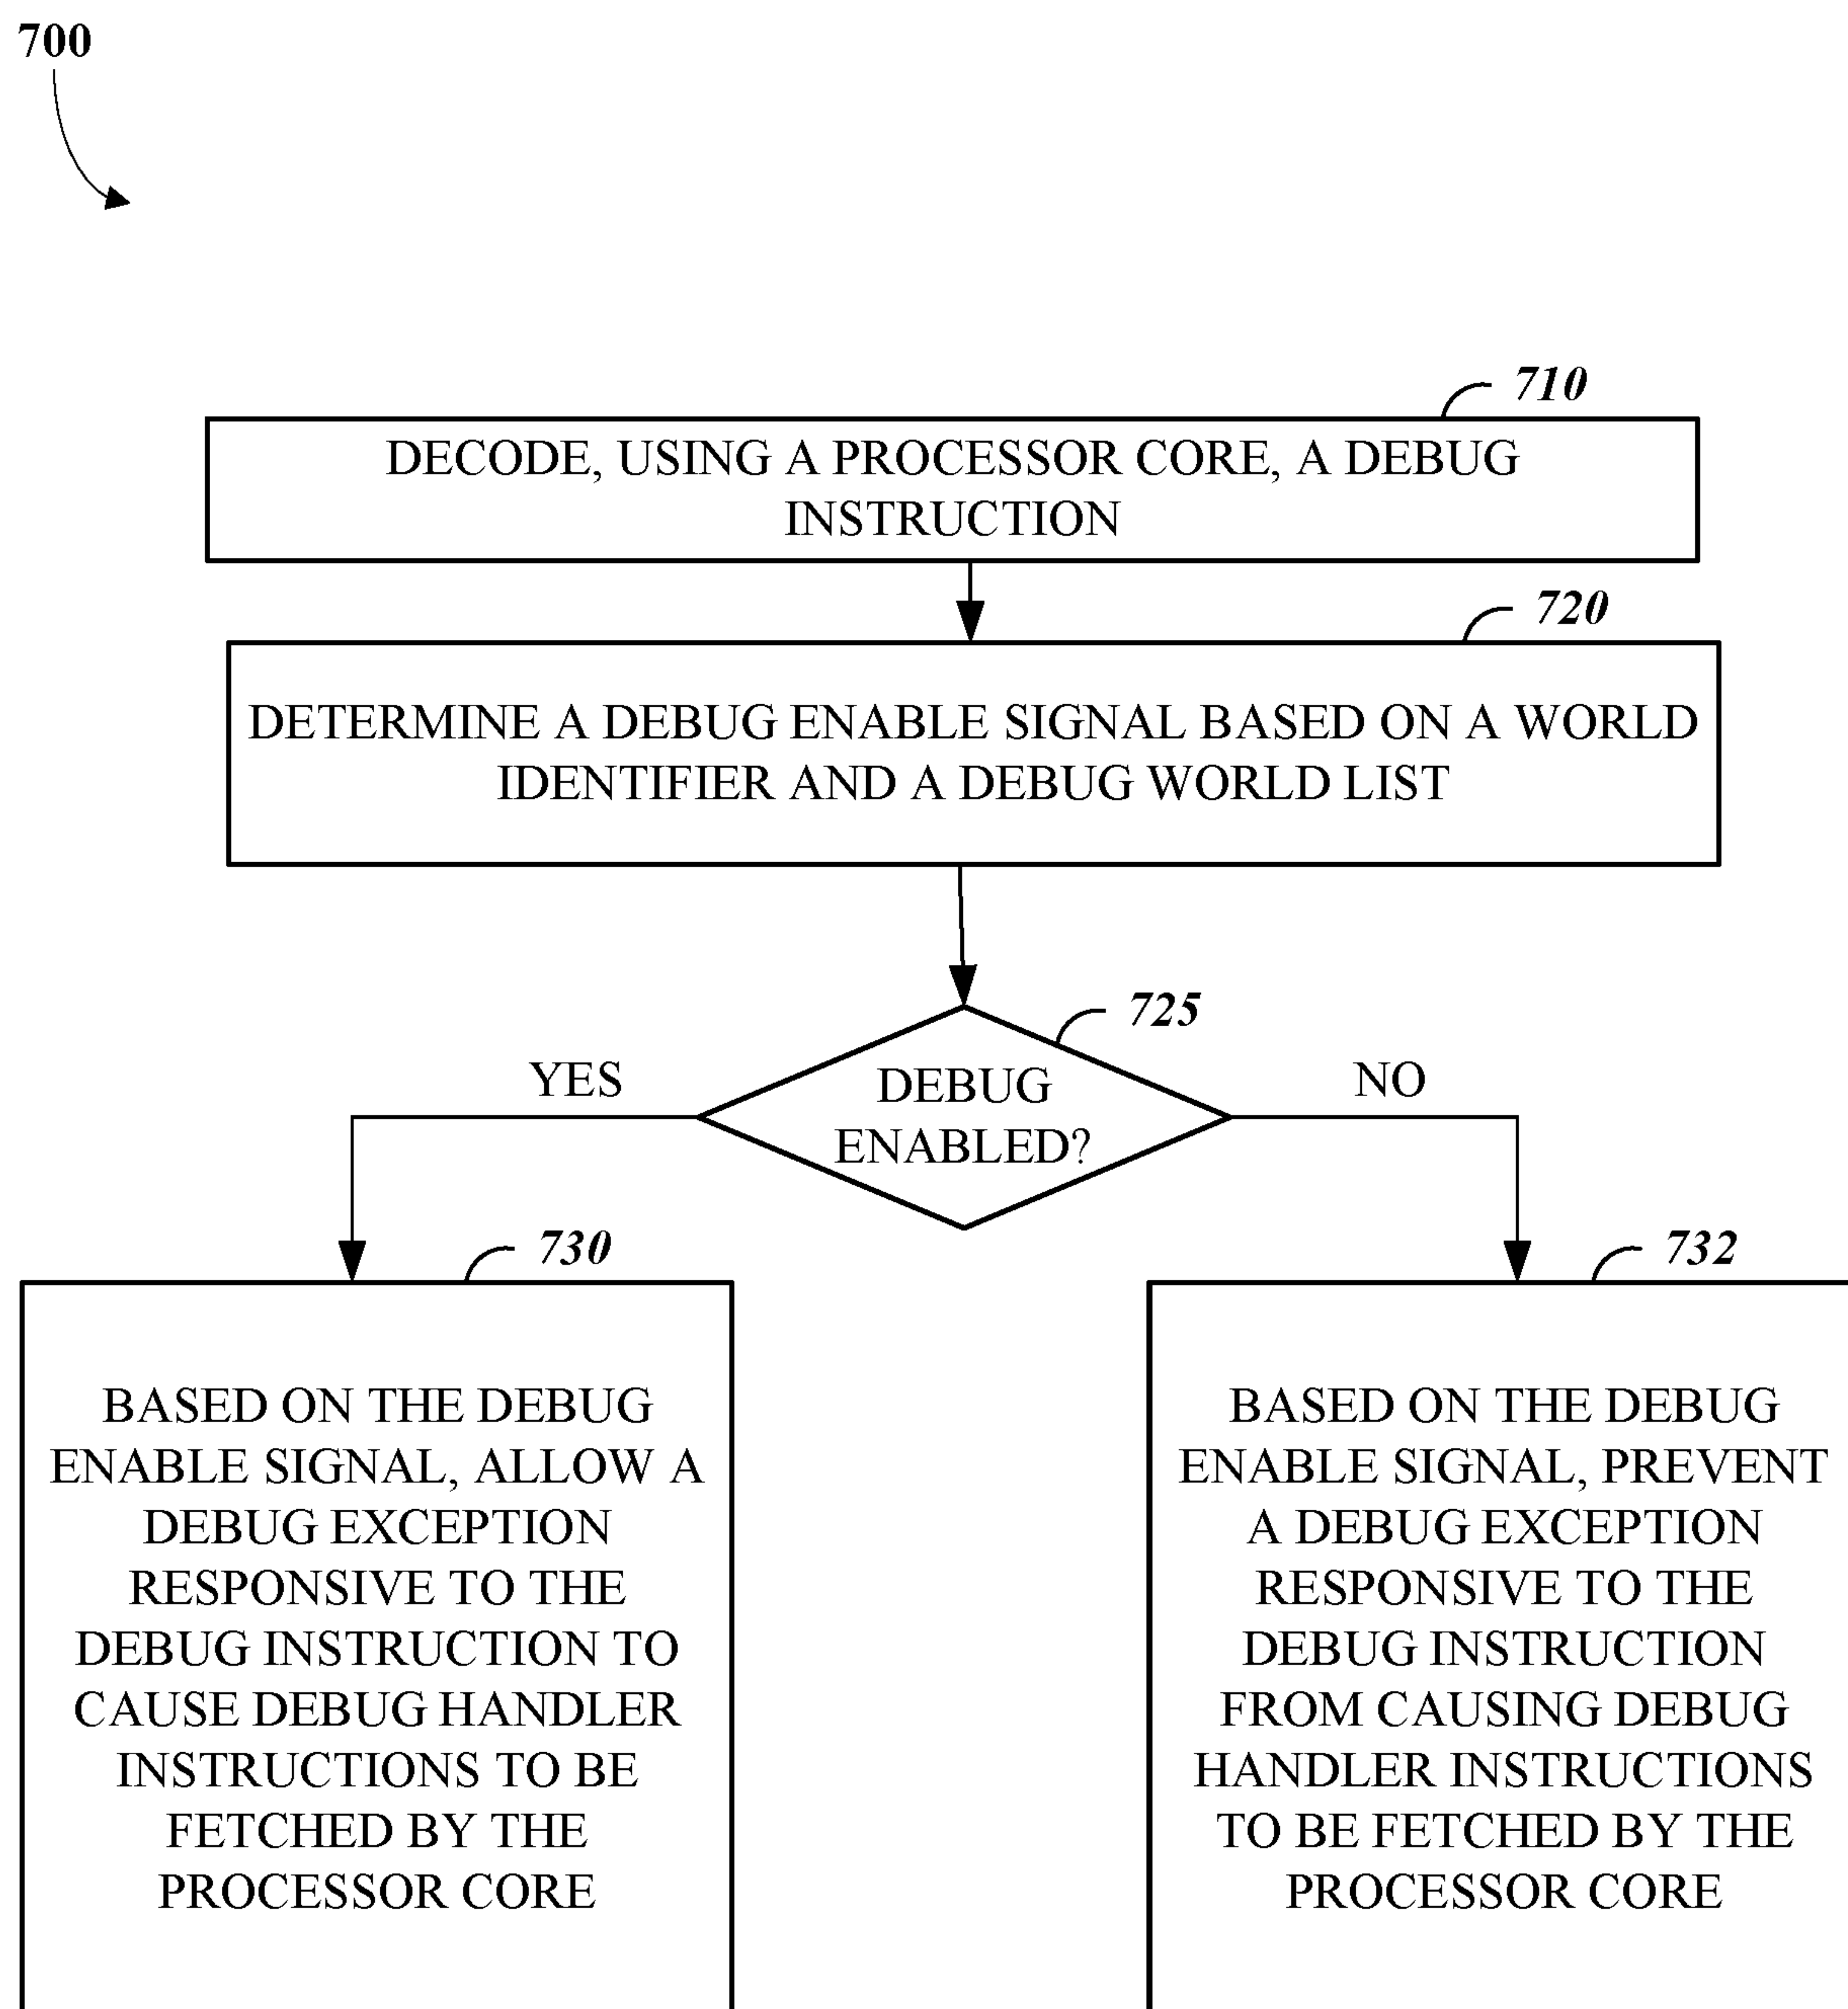 700
710
DECODE, USING A PROCESSOR CORE, A DEBUG
INSTRUCTION
720
DETERMINE A DEBUG ENABLE SIGNAL BASED ON A WORLD
IDENTIFIER AND A DEBUG WORLD LIST
725
YES
DEBUG
ENABLED?
NO
730
BASED ON THE DEBUG
ENABLE SIGNAL, ALLOW A
DEBUG EXCEPTION
RESPONSIVE TO THE
DEBUG INSTRUCTION TO
CAUSE DEBUG HANDLER
INSTRUCTIONS TO BE
FETCHED BY THE
PROCESSOR CORE
732
BASED ON THE DEBUG
ENABLE SIGNAL, PREVENT
A DEBUG EXCEPTION
RESPONSIVE TO THE
DEBUG INSTRUCTION
FROM CAUSING DEBUG
HANDLER INSTRUCTIONS
TO BE FETCHED BY THE
PROCESSOR CORE